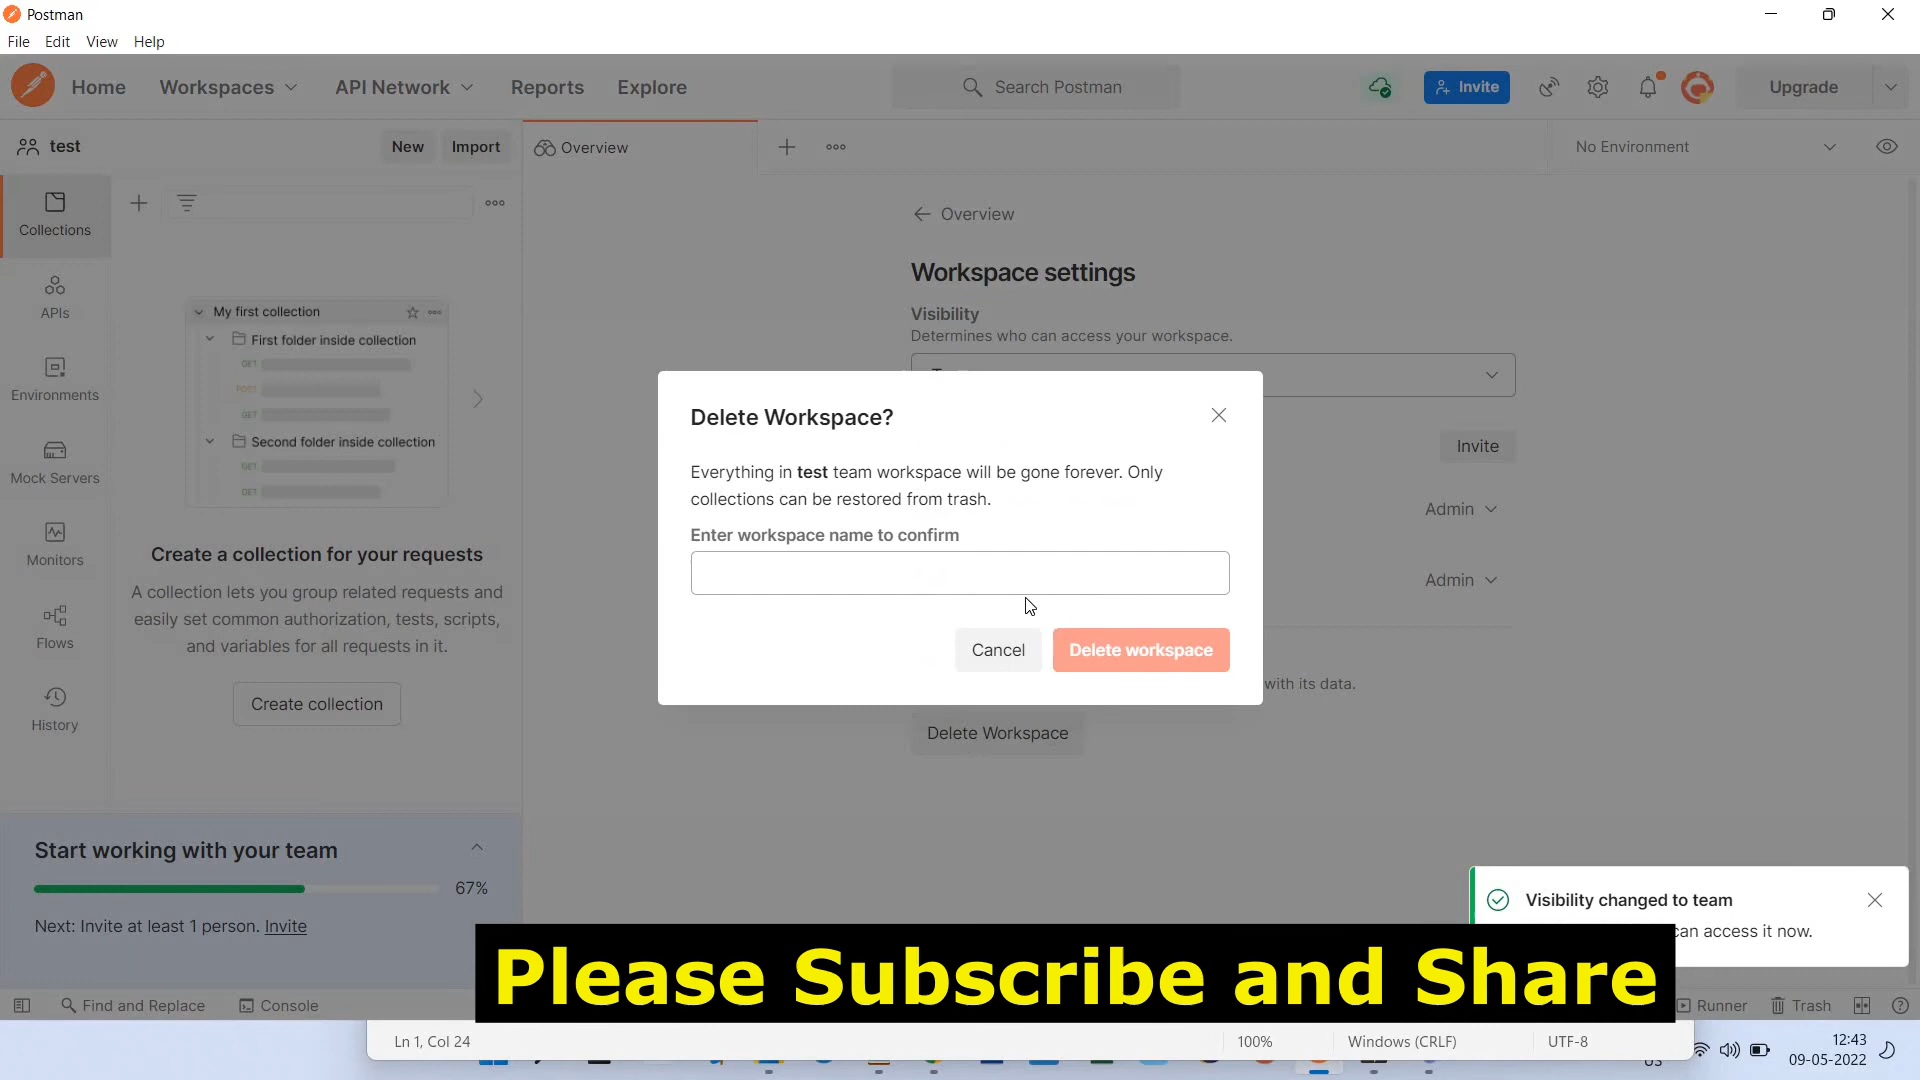 Postman
File Edit View Help
Home Workspaces API Network Reports Explore Search Postman Invite Upgrade
test New Import Overview No Environment
Collections
APIs
Environments
Mock Servers
Monitors
Flows
History
My first collection
First folder inside collection
GET
POST
GET
Second folder inside collection
GET
GET
Create a collection for your requests
A collection lets you group related requests and
easily set common authorization, tests, scripts,
and variables for all requests in it.
Create collection
Start working with your team
67%
Next: Invite at least 1 person. Invite
Overview
Workspace settings
Visibility
Determines who can access your workspace.
Invite
Admin
Admin
with its data.
Delete Workspace
Delete Workspace?
Everything in test team workspace will be gone forever. Only
collections can be restored from trash.
Enter workspace name to confirm
Cancel Delete workspace
Visibility changed to team
can access it now.
Please Subscribe and Share
Find and Replace Console Runner Trash
Ln 1, Col 24 100% Windows (CRLF) UTF-8
12:43
09-05-2022